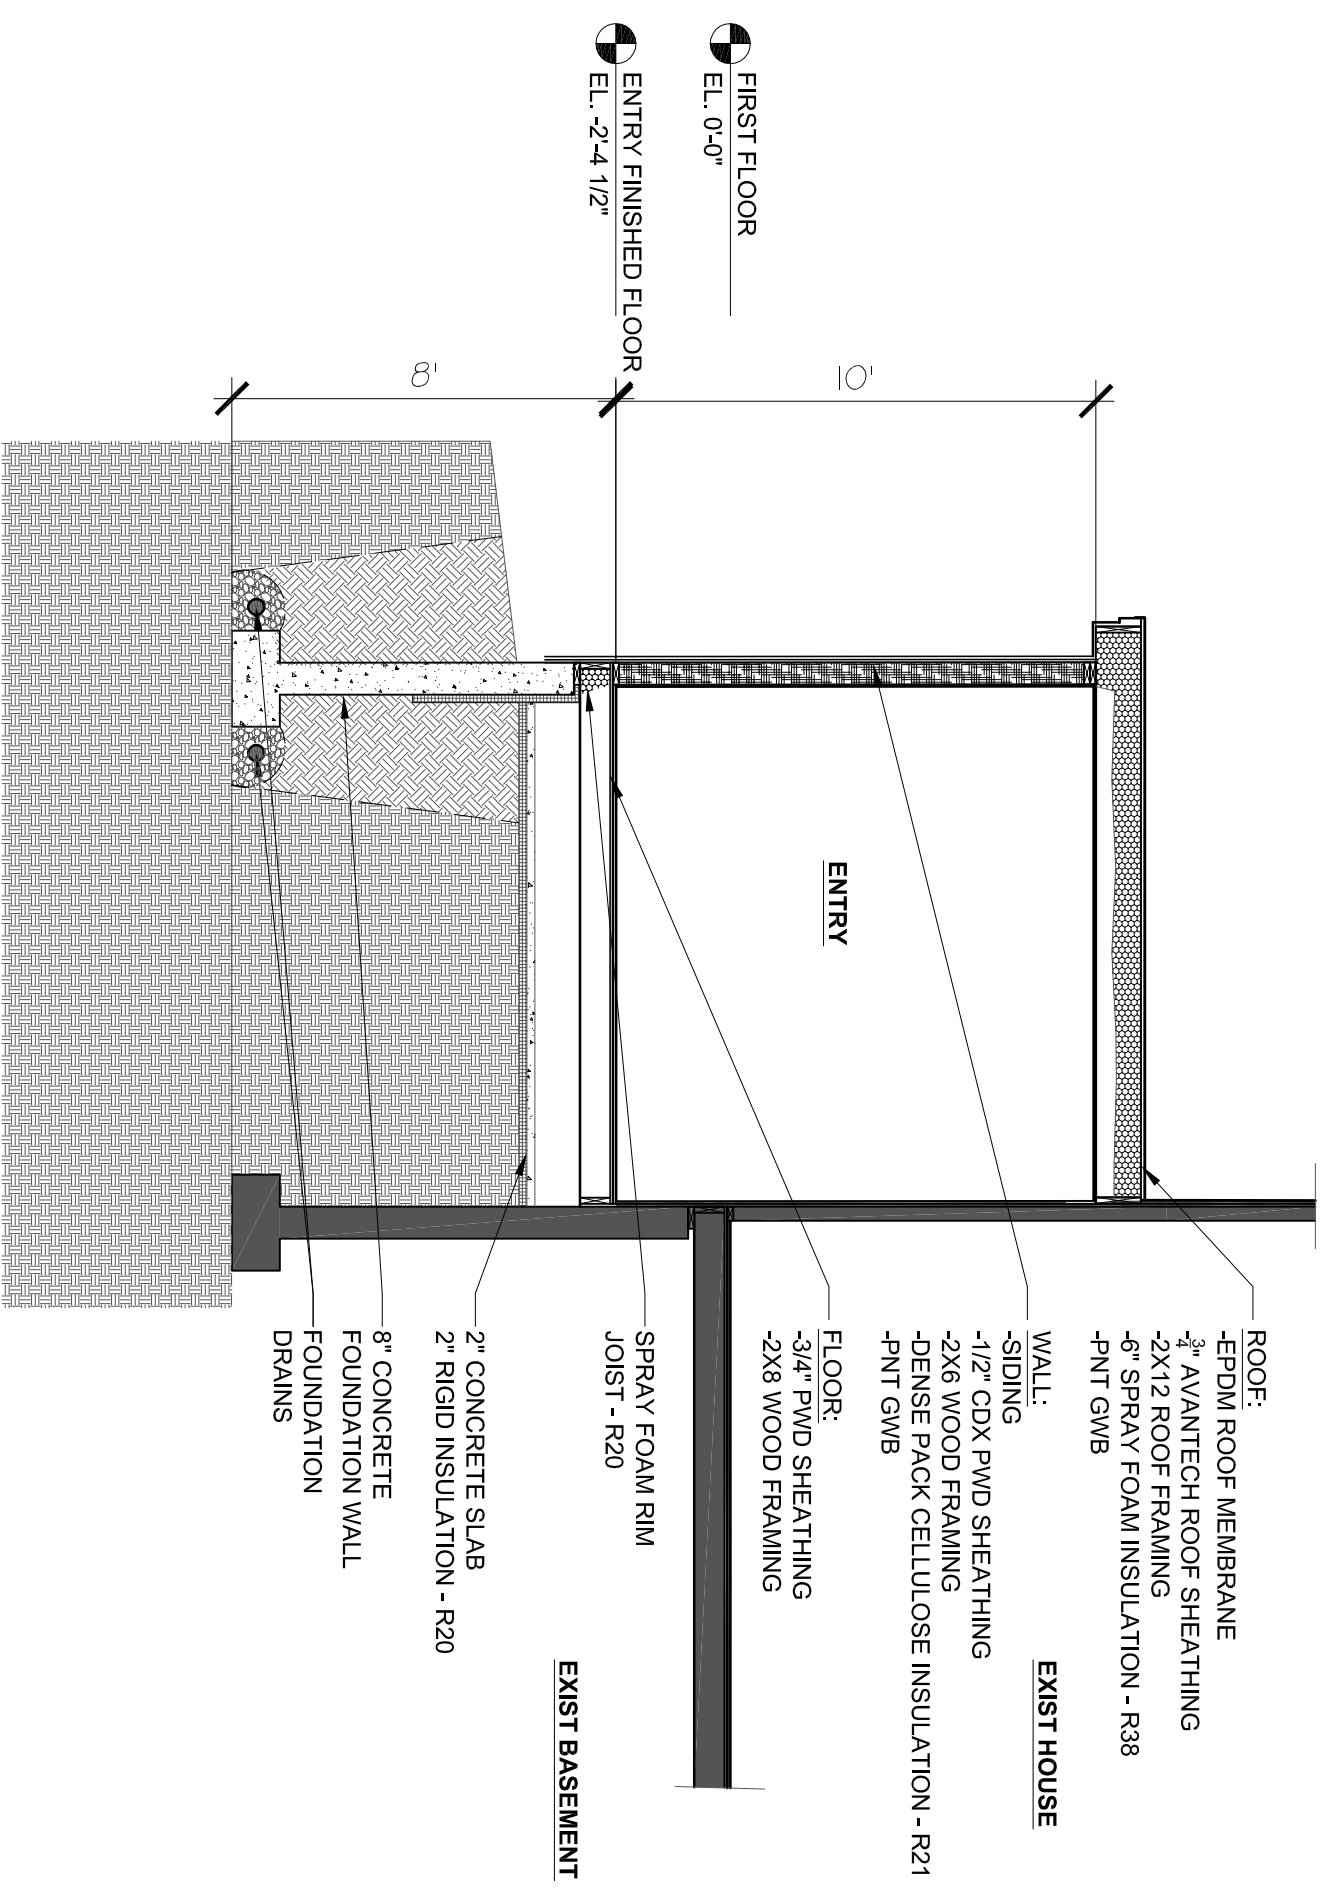 FIRST FLOOR
EL. 0'-0"
ENTRY FINISHED FLOOR
EL. -2'-4 1/2"
10'
8'
ENTRY
ROOF:
-EPDM ROOF MEMBRANE
-3/4" AVANTECH ROOF SHEATHING
-2X12 ROOF FRAMING
-6" SPRAY FOAM INSULATION - R38
-PNT GWB
EXIST HOUSE
WALL:
-SIDING
-1/2" CDX PWD SHEATHING
-2X6 WOOD FRAMING
-DENSE PACK CELLULOSE INSULATION - R21
-PNT GWB
FLOOR:
-3/4" PWD SHEATHING
-2X8 WOOD FRAMING
SPRAY FOAM RIM
JOIST - R20
EXIST BASEMENT
2" CONCRETE SLAB
2" RIGID INSULATION - R20
8" CONCRETE
FOUNDATION WALL
FOUNDATION
DRAINS